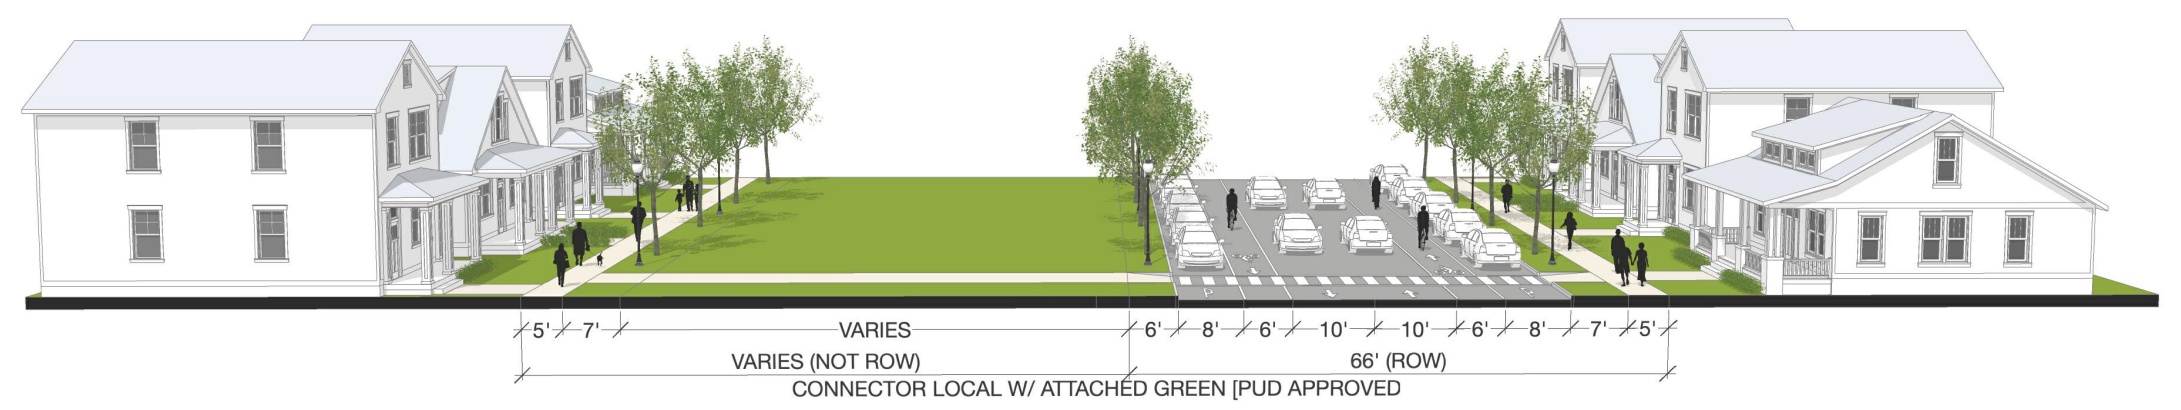 P
5' 7' VARIES 6' 8' 6' 10' 10' 6' 8' 7' 5'
VARIES (NOT ROW) 66' (ROW)
CONNECTOR LOCAL W/ ATTACHED GREEN [PUD APPROVED